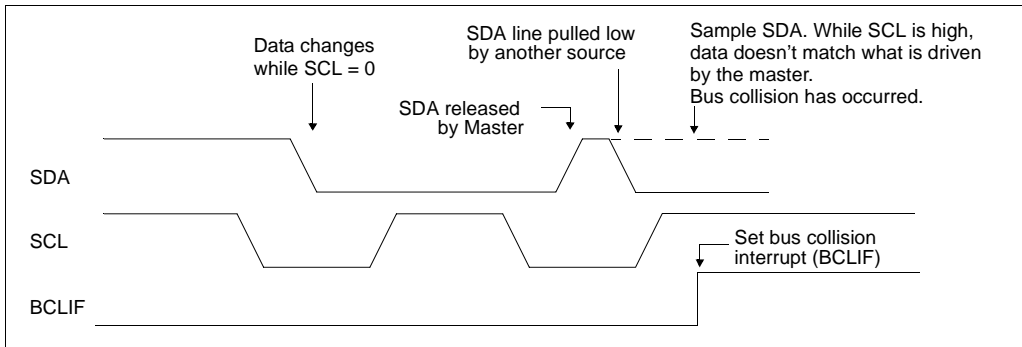 Data changes
while SCL = 0
SDA line pulled low
by another source
Sample SDA. While SCL is high,
data doesn't match what is driven
by the master.
Bus collision has occurred.
SDA released
by Master
SDA
SCL
Set bus collision
interrupt (BCLIF)
BCLIF